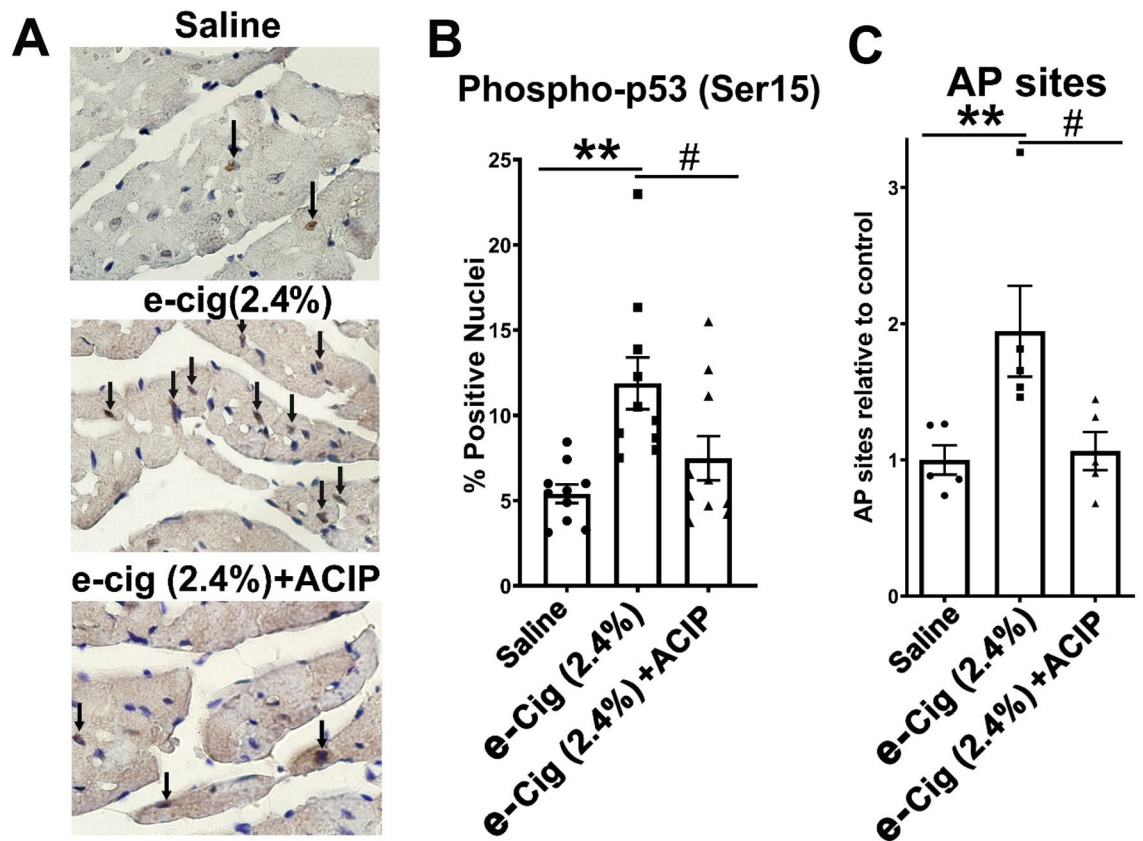 A
Saline
e-cig(2.4%)
e-cig (2.4%)+ACIP
B
Phospho-p53 (Ser15)
**
#
% Positive Nuclei
25
20
15
10
5
0
Saline
e-Cig (2.4%)
e-Cig (2.4%)+ACIP
C
AP sites
**
#
AP sites relative to control
3
2
1
0
Saline
e-Cig (2.4%)
e-Cig (2.4%)+ACIP